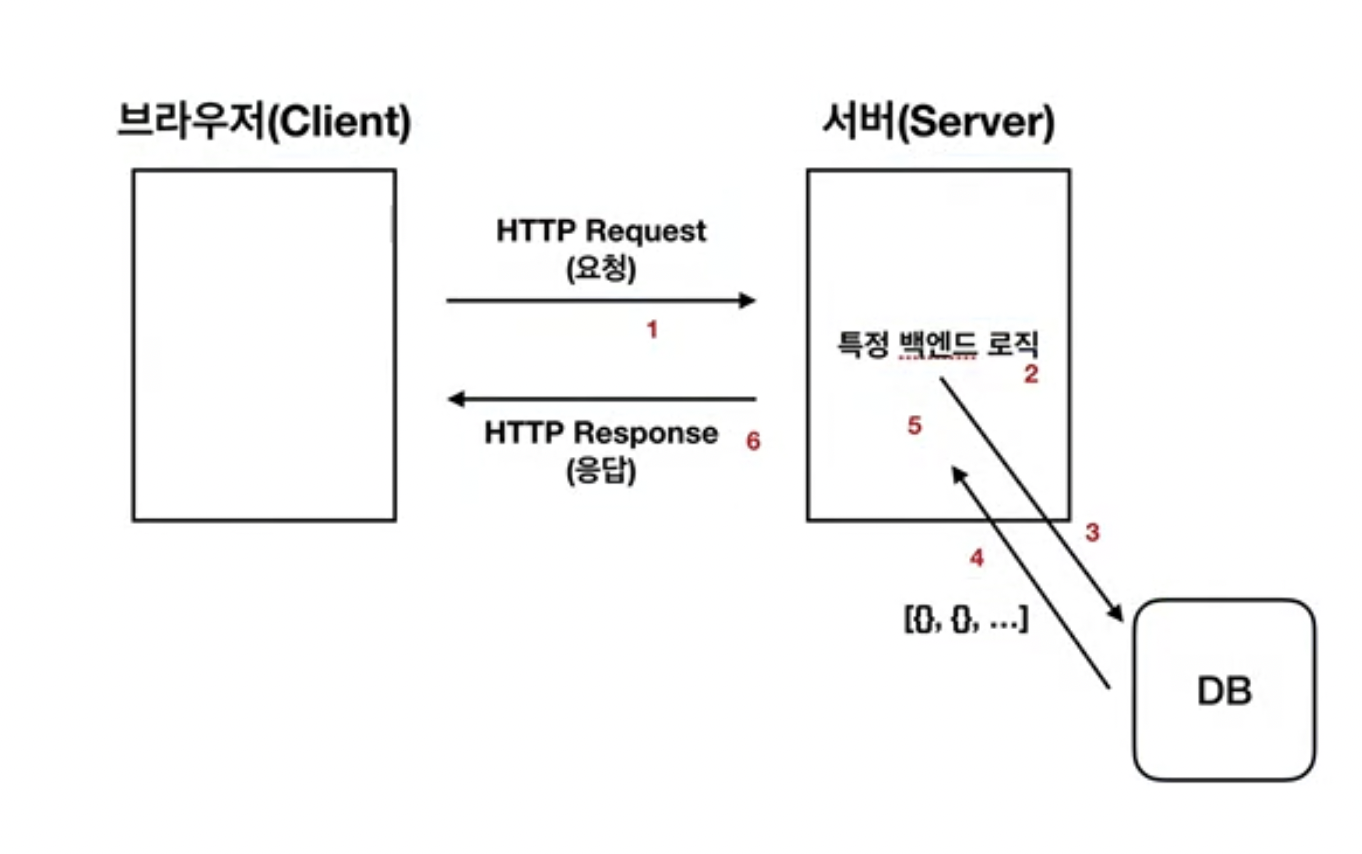 브라우저(Client)
서버(Server)
HTTP Request
(요청)
1
특정 백엔드 로직
2
HTTP Response
(응답)
6
5
3
4
[{}, {}, ...]
DB